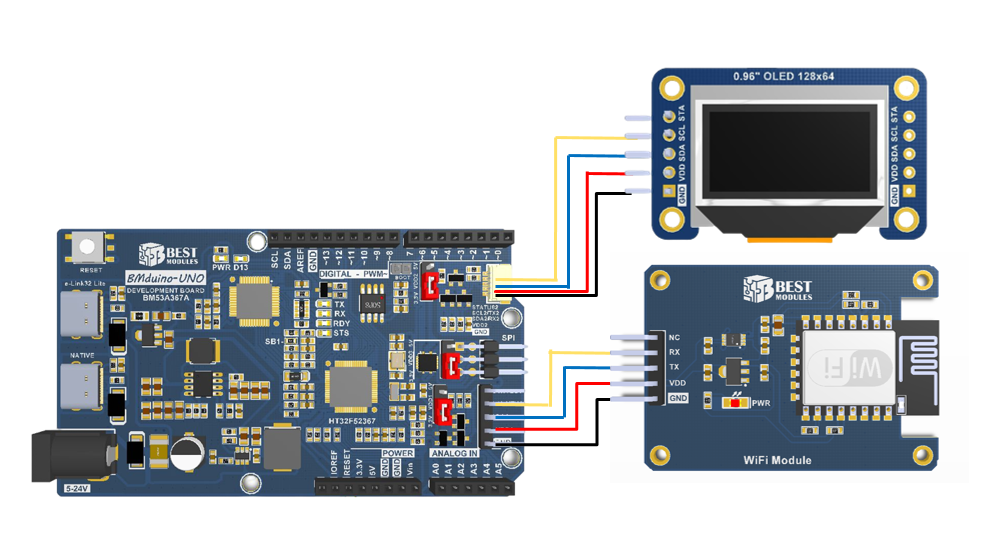 0.96" OLED 128x64
STA
SCL
SDA
VDD
GND
STA
SCL
SDA
VDD
GND
RESET
BEST
MODULES
BMduino-UNO
DEVELOPMENT BOARD
BM53A367A
PWR D13
e-Link32 Lite
NATIVE
5-24V
SCL
SDA
AREF
GND
~13
~12
~11
~10
~9
8
7
~6
~5
~4
~3
~2
~1
~0
DIGITAL - PWM~
BOOT
TX
RX
RDY
STS
SB1
STATUS2
SCL2/TX2
SDA2/RX2
VDD2
GND
SPI
HT32F52367
POWER
ANALOG IN
IOREF
RESET
3.3V
5V
GND
GND
Vin
A0
A1
A2
A3
A4
A5
BEST
MODULES
NC
RX
TX
VDD
GND
PWR
WiFi
WiFi Module